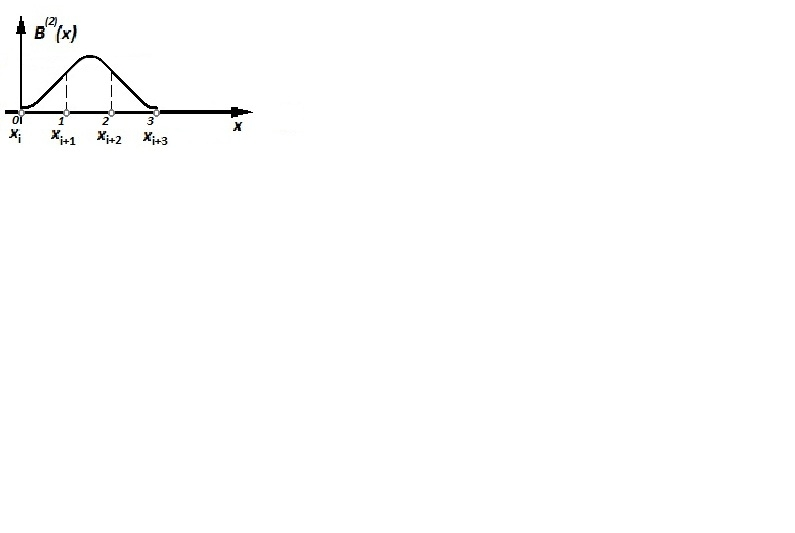 B⁽²⁾(x)
0 1 2 3
xᵢ xᵢ₊₁ xᵢ₊₂ xᵢ₊₃ x